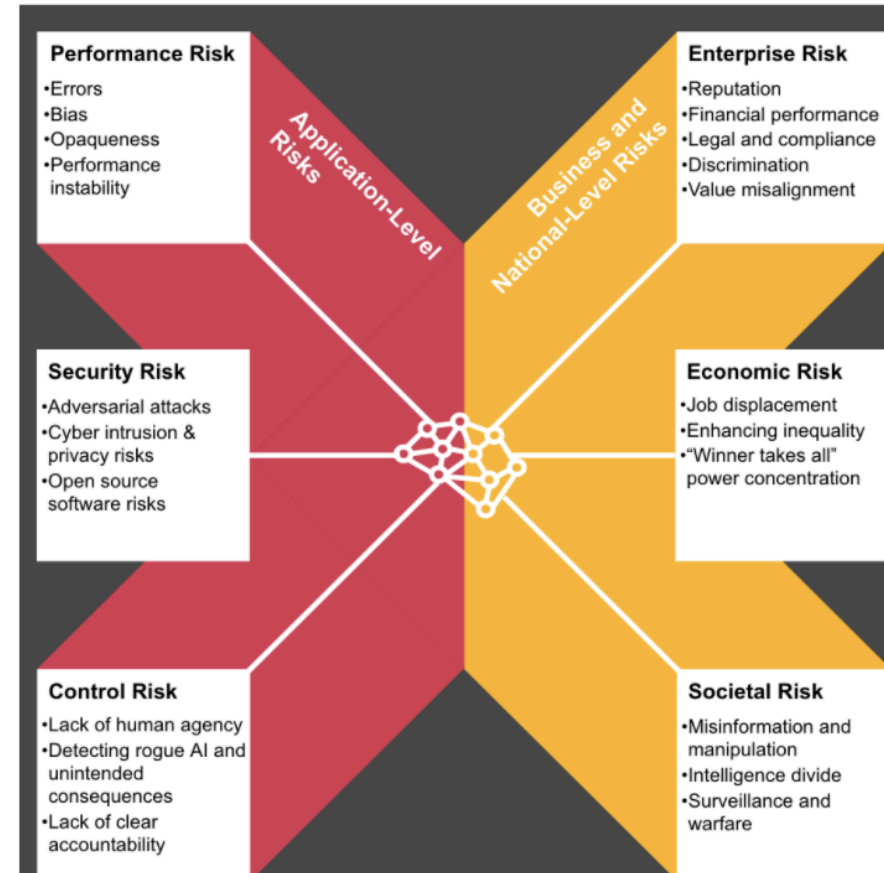 Performance Risk
•Errors
•Bias
•Opaqueness
•Performance
instability
Application-Level
Risks
Business and
National-Level Risks
Enterprise Risk
•Reputation
•Financial performance
•Legal and compliance
•Discrimination
•Value misalignment
Security Risk
•Adversarial attacks
•Cyber intrusion &
privacy risks
•Open source
software risks
Economic Risk
•Job displacement
•Enhancing inequality
•“Winner takes all”
power concentration
Control Risk
•Lack of human agency
•Detecting rogue AI and
unintended
consequences
•Lack of clear
accountability
Societal Risk
•Misinformation and
manipulation
•Intelligence divide
•Surveillance and
warfare